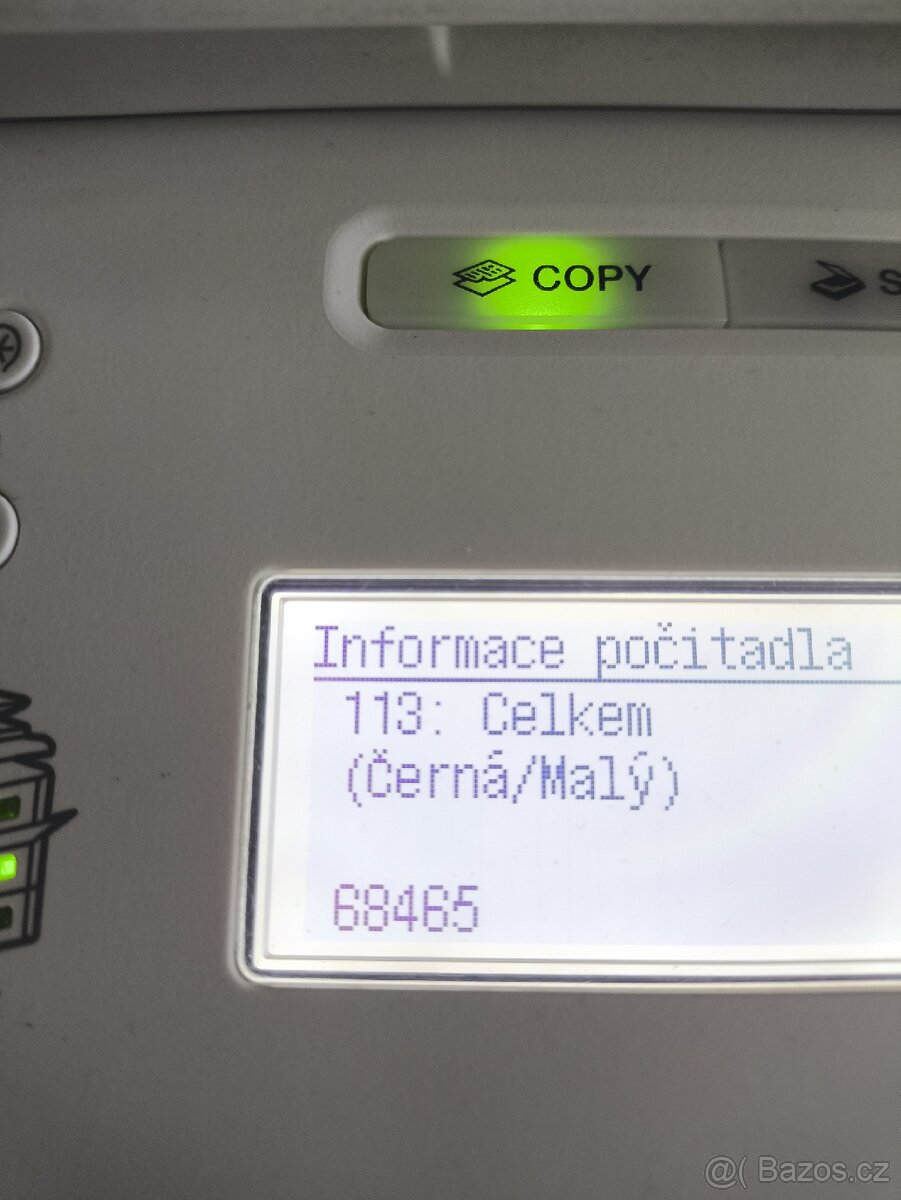 COPY
S
Informace počitadla
113: Celkem
(Černá/Malý)
68465
@( Bazos.cz